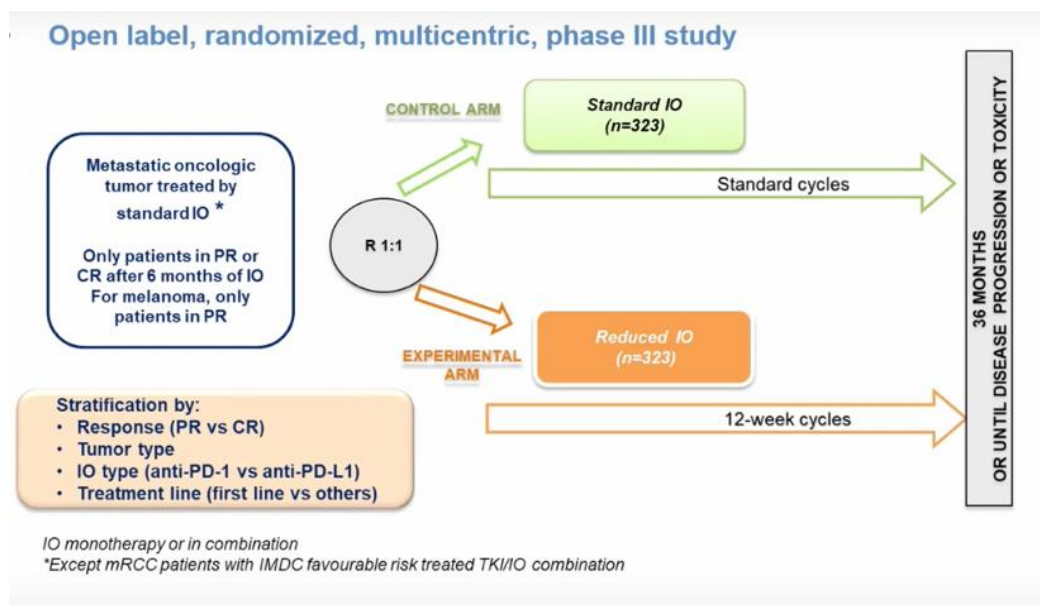 Open label, randomized, multicentric, phase III study
Metastatic oncologic
tumor treated by
standard IO *
Only patients in PR or
CR after 6 months of IO
For melanoma, only
patients in PR
R 1:1
CONTROL ARM
Standard IO
(n=323)
Standard cycles
EXPERIMENTAL
ARM
Reduced IO
(n=323)
12-week cycles
36 MONTHS
OR UNTIL DISEASE PROGRESSION OR TOXICITY
Stratification by:
• Response (PR vs CR)
• Tumor type
• IO type (anti-PD-1 vs anti-PD-L1)
• Treatment line (first line vs others)
IO monotherapy or in combination
*Except mRCC patients with IMDC favourable risk treated TKI/IO combination